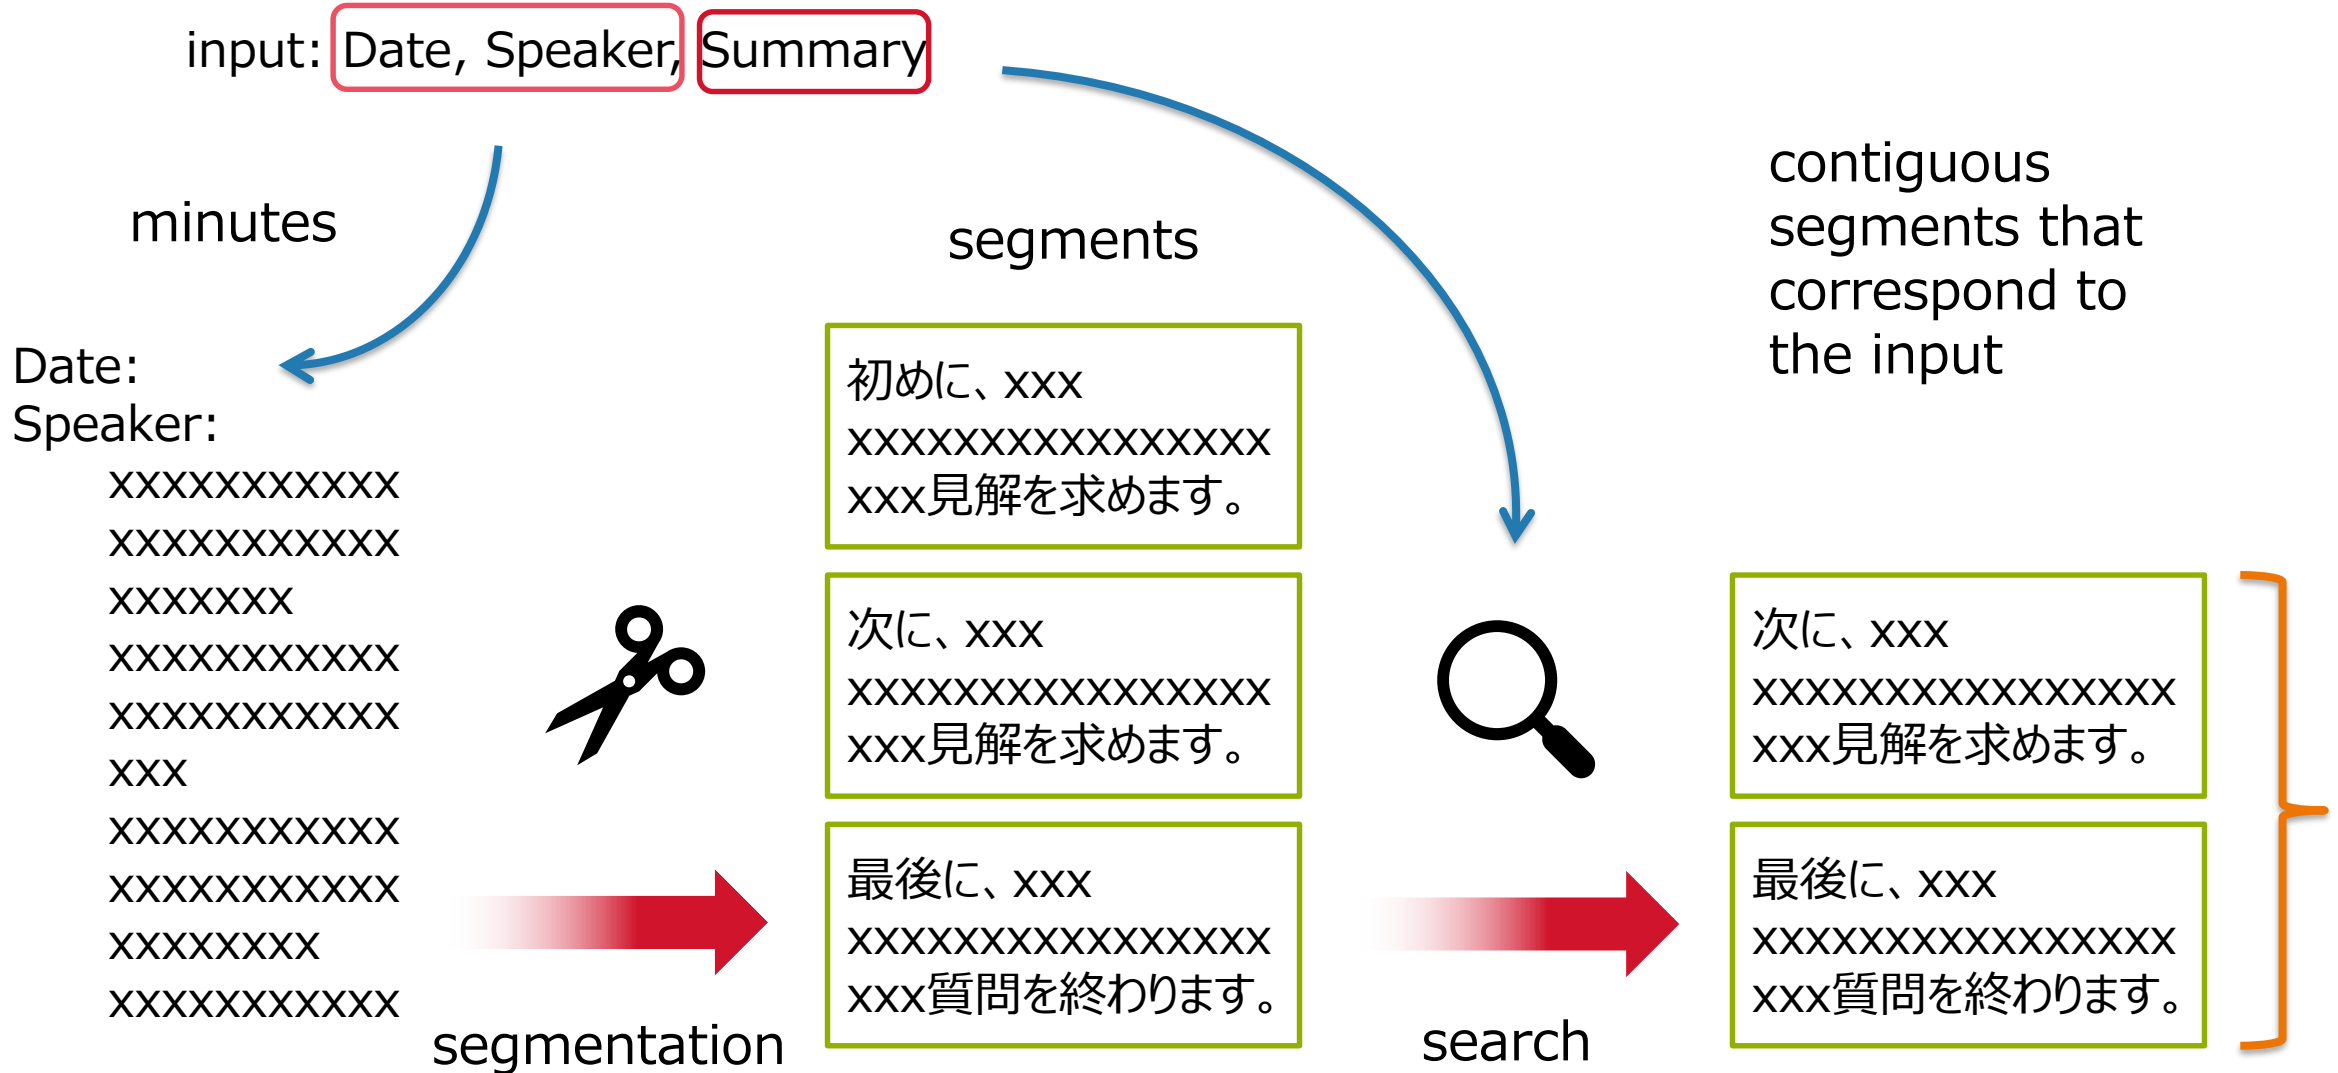 input: Date, Speaker, Summary
minutes
Date:
Speaker:
xxxxxxxxxxx
xxxxxxxxxxx
xxxxxxx
xxxxxxxxxxx
xxxxxxxxxxx
xxx
xxxxxxxxxxx
xxxxxxxxxxx
xxxxxxxx
xxxxxxxxxxx
segmentation
segments
初めに、xxx
xxxxxxxxxxxxxxxx
xxx見解を求めます。
次に、xxx
xxxxxxxxxxxxxxxx
xxx見解を求めます。
最後に、xxx
xxxxxxxxxxxxxxxx
xxx質問を終わります。
search
contiguous
segments that
correspond to
the input
次に、xxx
xxxxxxxxxxxxxxxx
xxx見解を求めます。
最後に、xxx
xxxxxxxxxxxxxxxx
xxx質問を終わります。